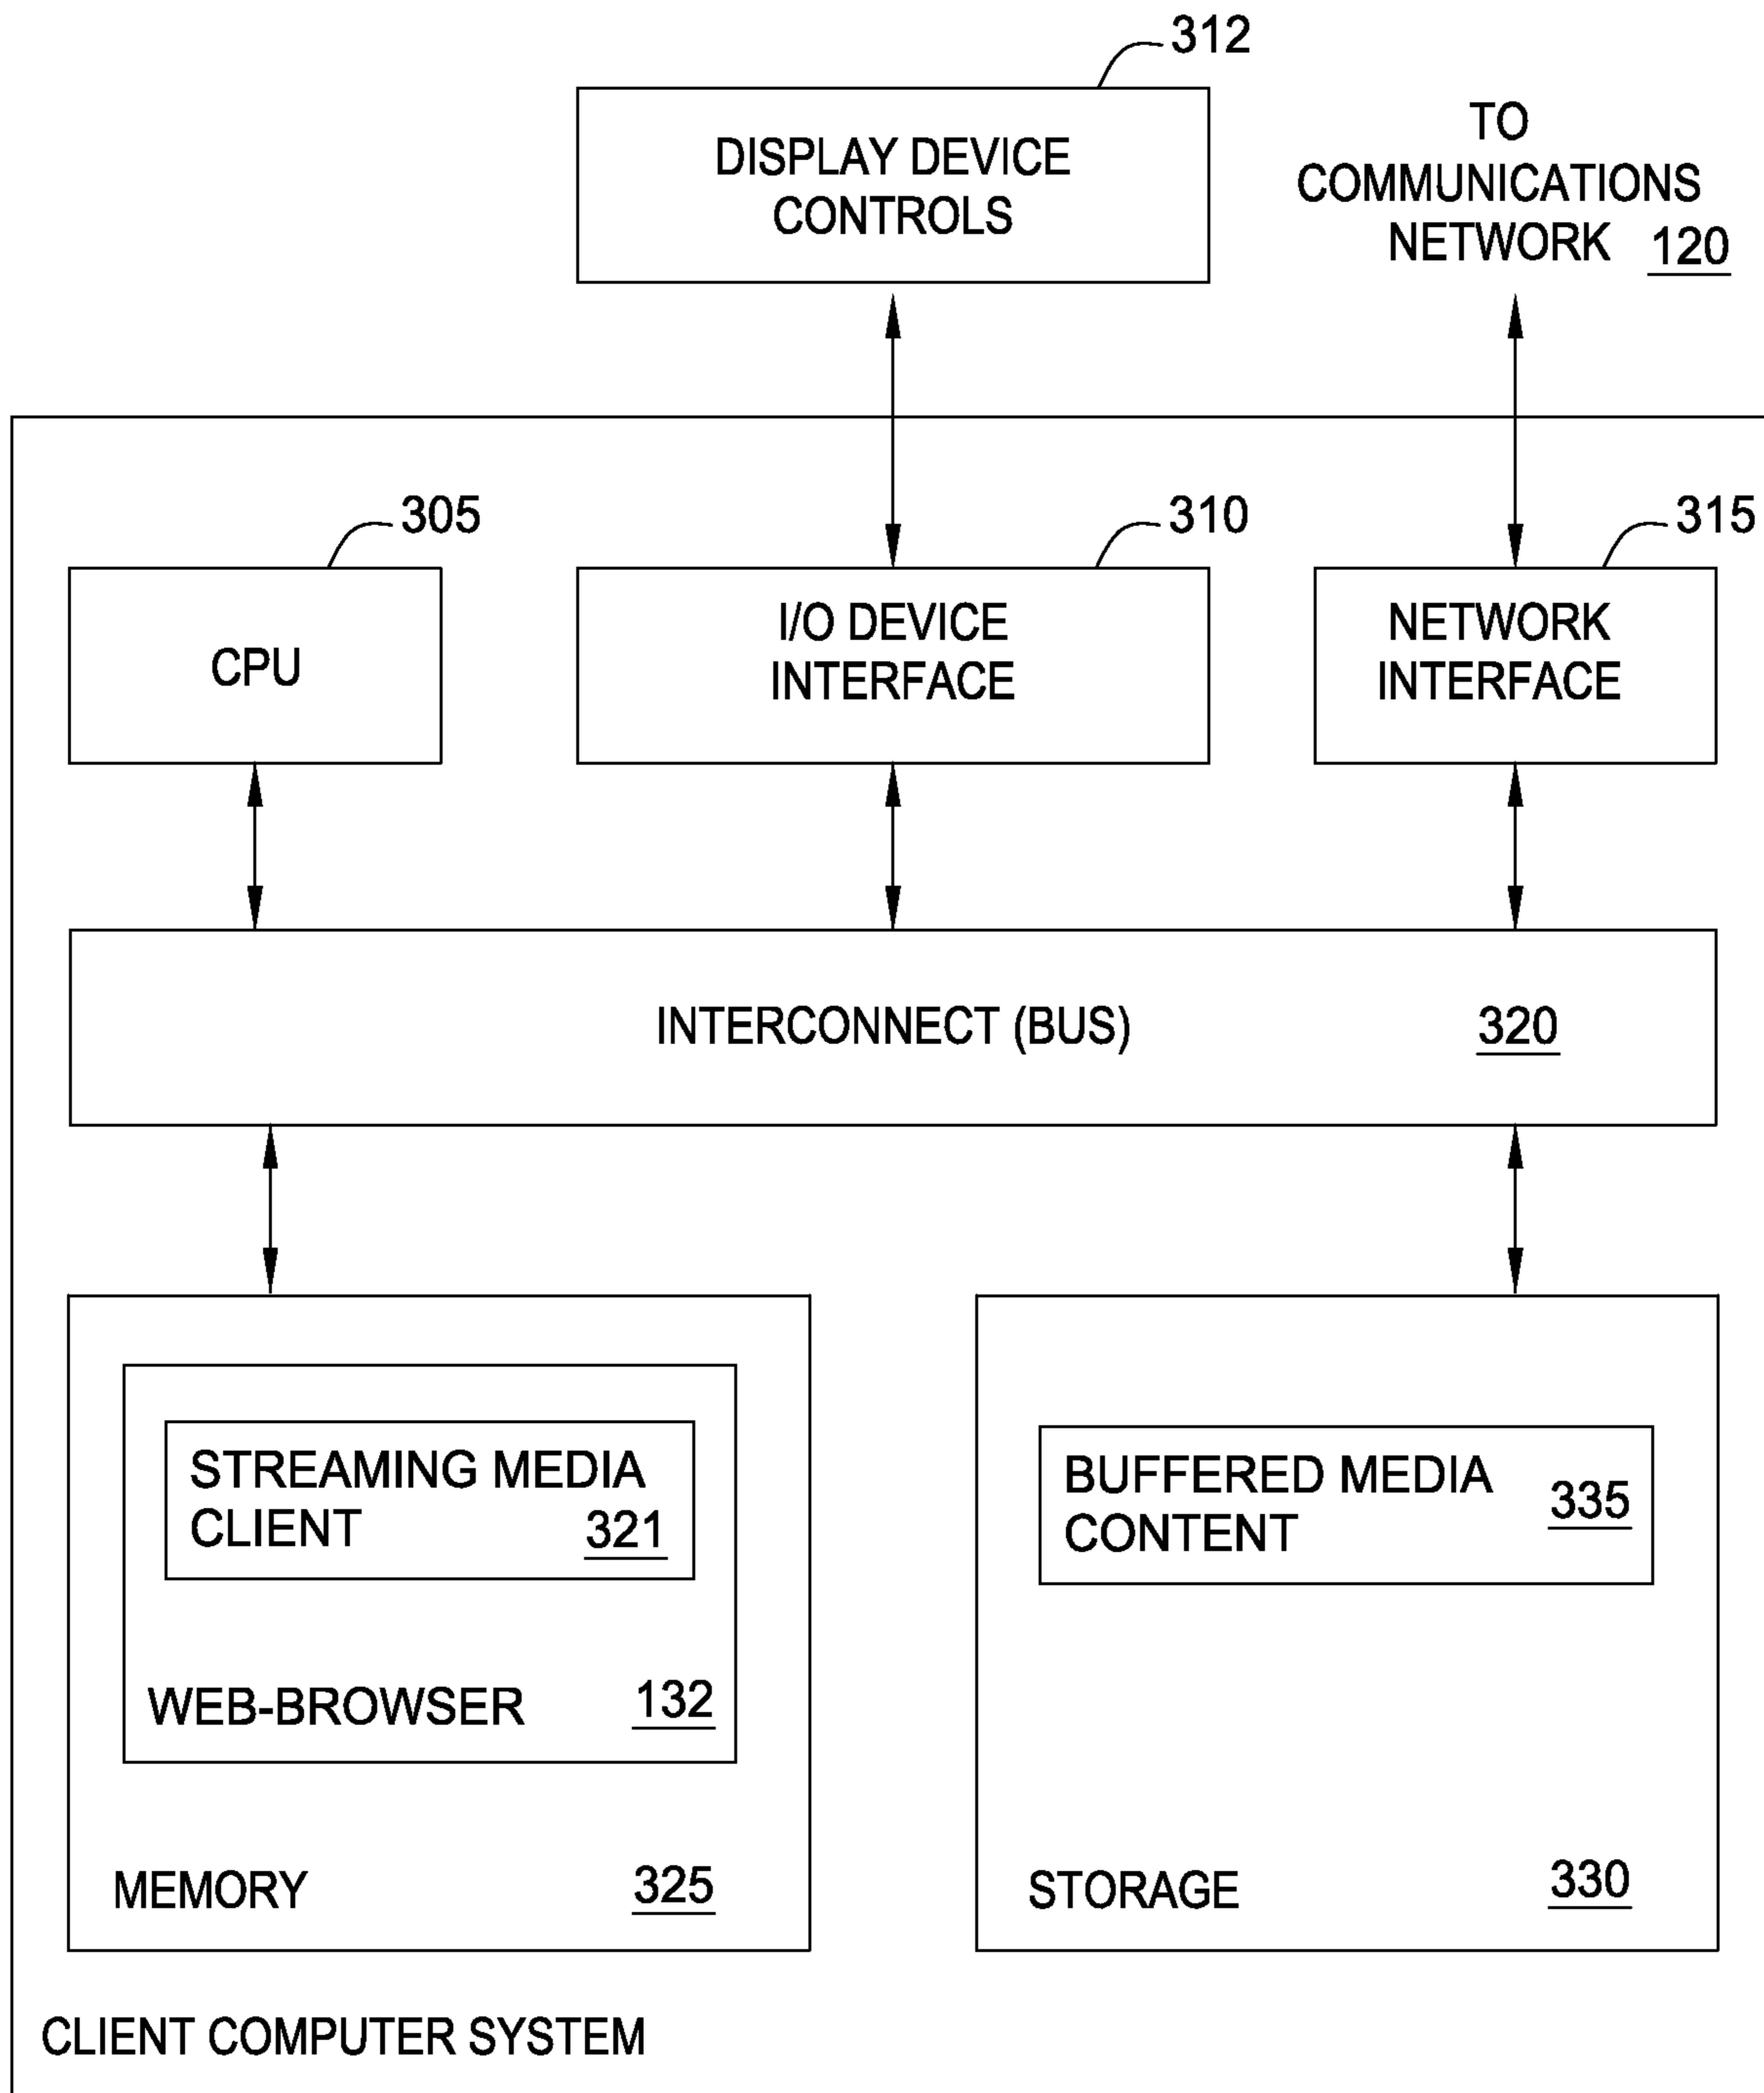 312
DISPLAY DEVICE
CONTROLS
TO
COMMUNICATIONS
NETWORK 120
305
310
315
CPU
I/O DEVICE
INTERFACE
NETWORK
INTERFACE
INTERCONNECT (BUS) 320
STREAMING MEDIA
CLIENT 321
WEB-BROWSER 132
MEMORY 325
BUFFERED MEDIA
CONTENT 335
STORAGE 330
CLIENT COMPUTER SYSTEM